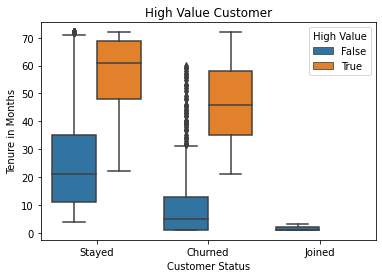 High Value Customer
High Value
False
True
70
60
50
40
30
20
10
0
Tenure in Months
Stayed
Churned
Joined
Customer Status